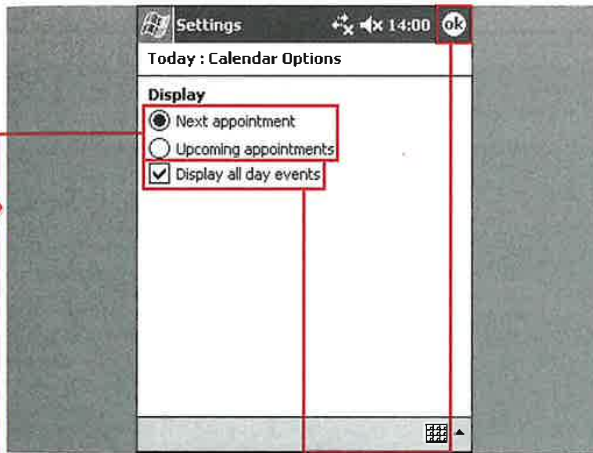 Settings 14:00 ok
Today : Calendar Options
Display
Next appointment
Upcoming appointments
Display all day events